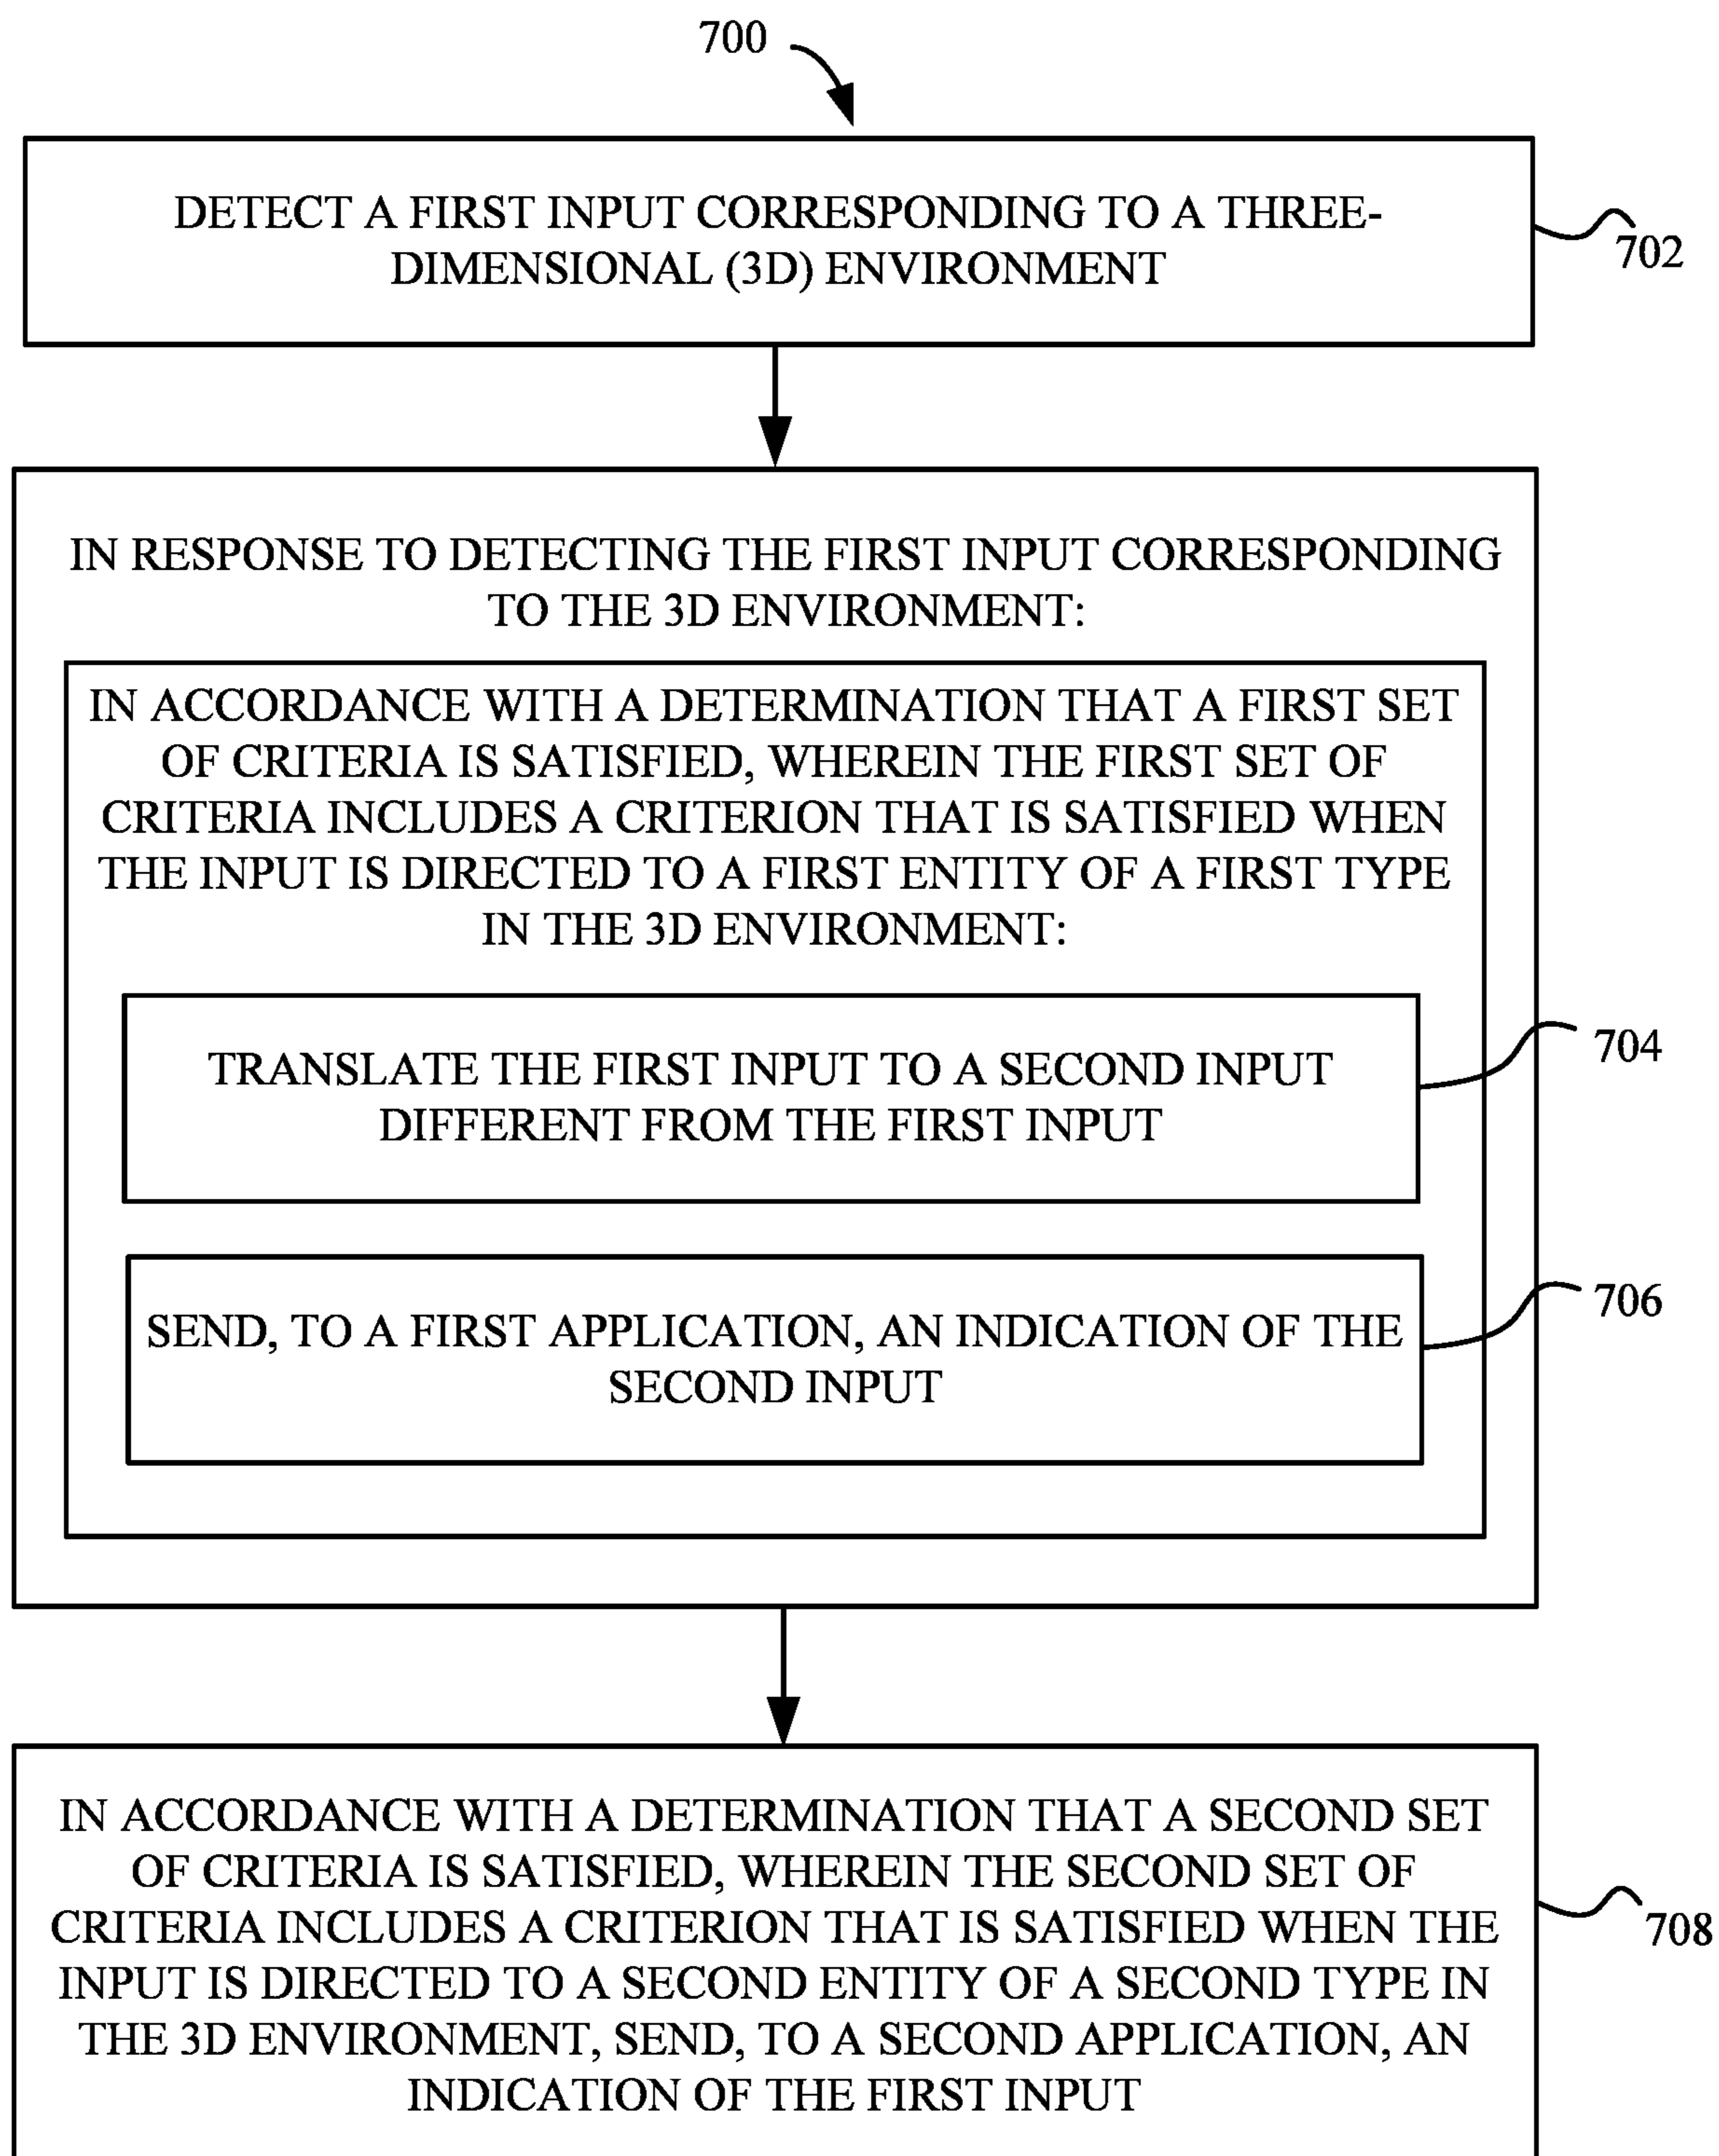 700
DETECT A FIRST INPUT CORRESPONDING TO A THREE-
DIMENSIONAL (3D) ENVIRONMENT
702
IN RESPONSE TO DETECTING THE FIRST INPUT CORRESPONDING
TO THE 3D ENVIRONMENT:
IN ACCORDANCE WITH A DETERMINATION THAT A FIRST SET
OF CRITERIA IS SATISFIED, WHEREIN THE FIRST SET OF
CRITERIA INCLUDES A CRITERION THAT IS SATISFIED WHEN
THE INPUT IS DIRECTED TO A FIRST ENTITY OF A FIRST TYPE
IN THE 3D ENVIRONMENT:
TRANSLATE THE FIRST INPUT TO A SECOND INPUT
DIFFERENT FROM THE FIRST INPUT
704
SEND, TO A FIRST APPLICATION, AN INDICATION OF THE
SECOND INPUT
706
IN ACCORDANCE WITH A DETERMINATION THAT A SECOND SET
OF CRITERIA IS SATISFIED, WHEREIN THE SECOND SET OF
CRITERIA INCLUDES A CRITERION THAT IS SATISFIED WHEN THE
INPUT IS DIRECTED TO A SECOND ENTITY OF A SECOND TYPE IN
THE 3D ENVIRONMENT, SEND, TO A SECOND APPLICATION, AN
INDICATION OF THE FIRST INPUT
708